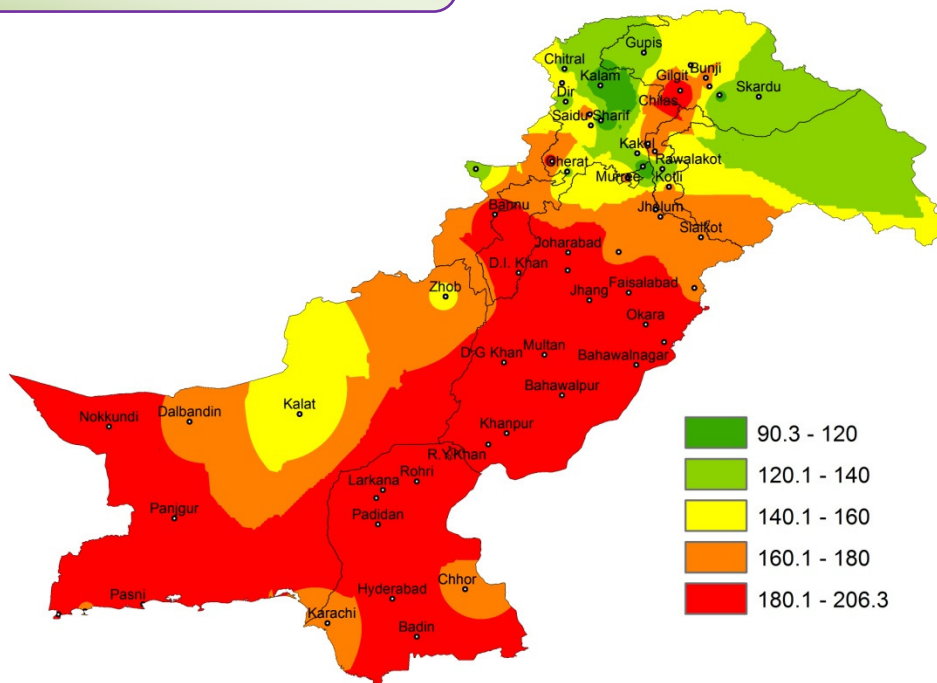 Gupis
Chitral
Kalam
Gilgit
Bunji
Skardu
Dir
Chilas
Saidu Sharif
Kakul
Cherat
Rawalakot
Murree
Kotli
Bannu
Jhelum
Sialkot
Joharabad
D.I. Khan
Zhob
Jhang
Faisalabad
Okara
D.G Khan
Multan
Bahawalnagar
Bahawalpur
Nokkundi
Dalbandin
Kalat
Khanpur
R.Y.Khan
Rohri
Larkana
Panjgur
Padidan
Pasni
Hyderabad
Chhor
Karachi
Badin
90.3 - 120
120.1 - 140
140.1 - 160
160.1 - 180
180.1 - 206.3